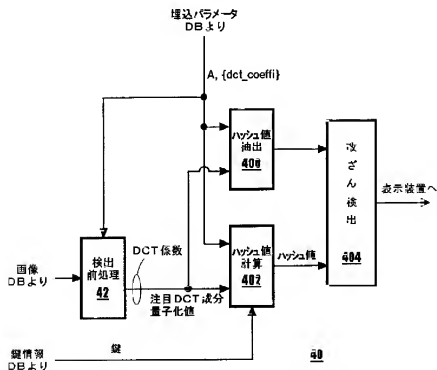 埋込パラメータ
DBより
A, {dct_coeffi}
ハッシュ値
抽出
400
改ざん検出
404
表示装置へ
検出
前処理
42
DCT係数
ハッシュ値
計算
402
ハッシュ値
画像
DBより
注目DCT成分
量子化値
鍵情報
DBより
鍵
40